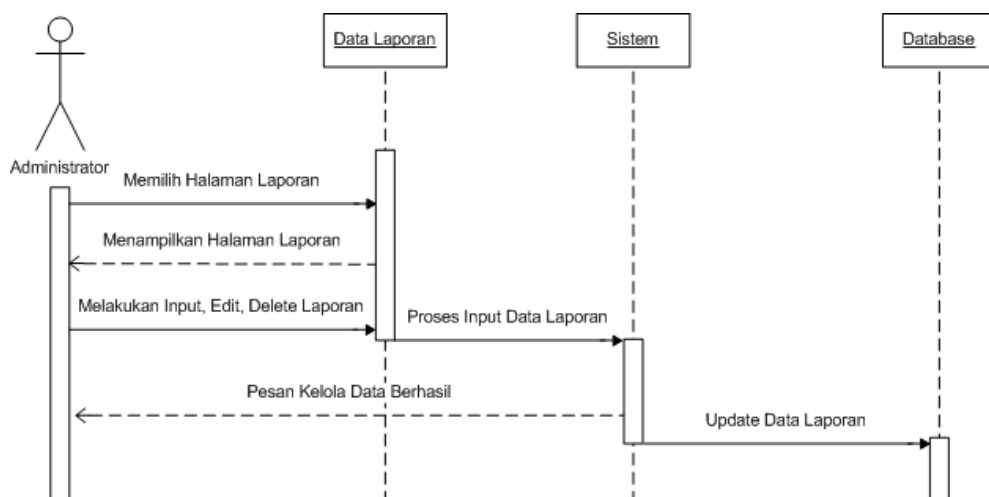 Data Laporan
Sistem
Database
Administrator
Memilih Halaman Laporan
Menampilkan Halaman Laporan
Melakukan Input, Edit, Delete Laporan
Proses Input Data Laporan
Pesan Kelola Data Berhasil
Update Data Laporan